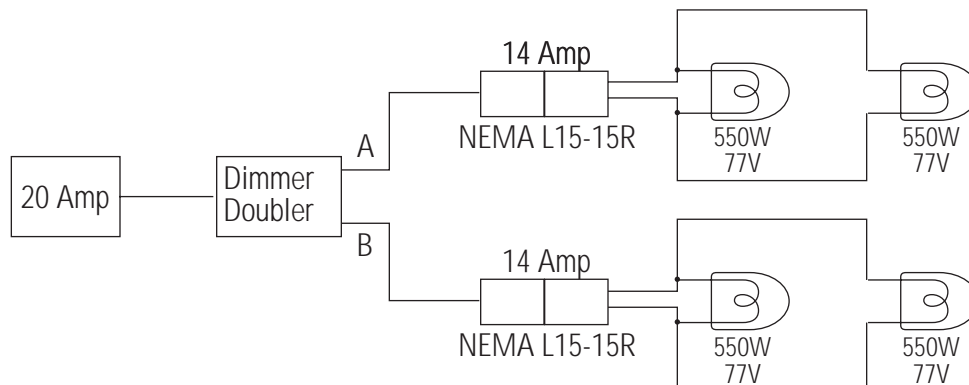 14 Amp
NEMA L15-15R
550W
77V
550W
77V
A
20 Amp
Dimmer
Doubler
B
14 Amp
NEMA L15-15R
550W
77V
550W
77V